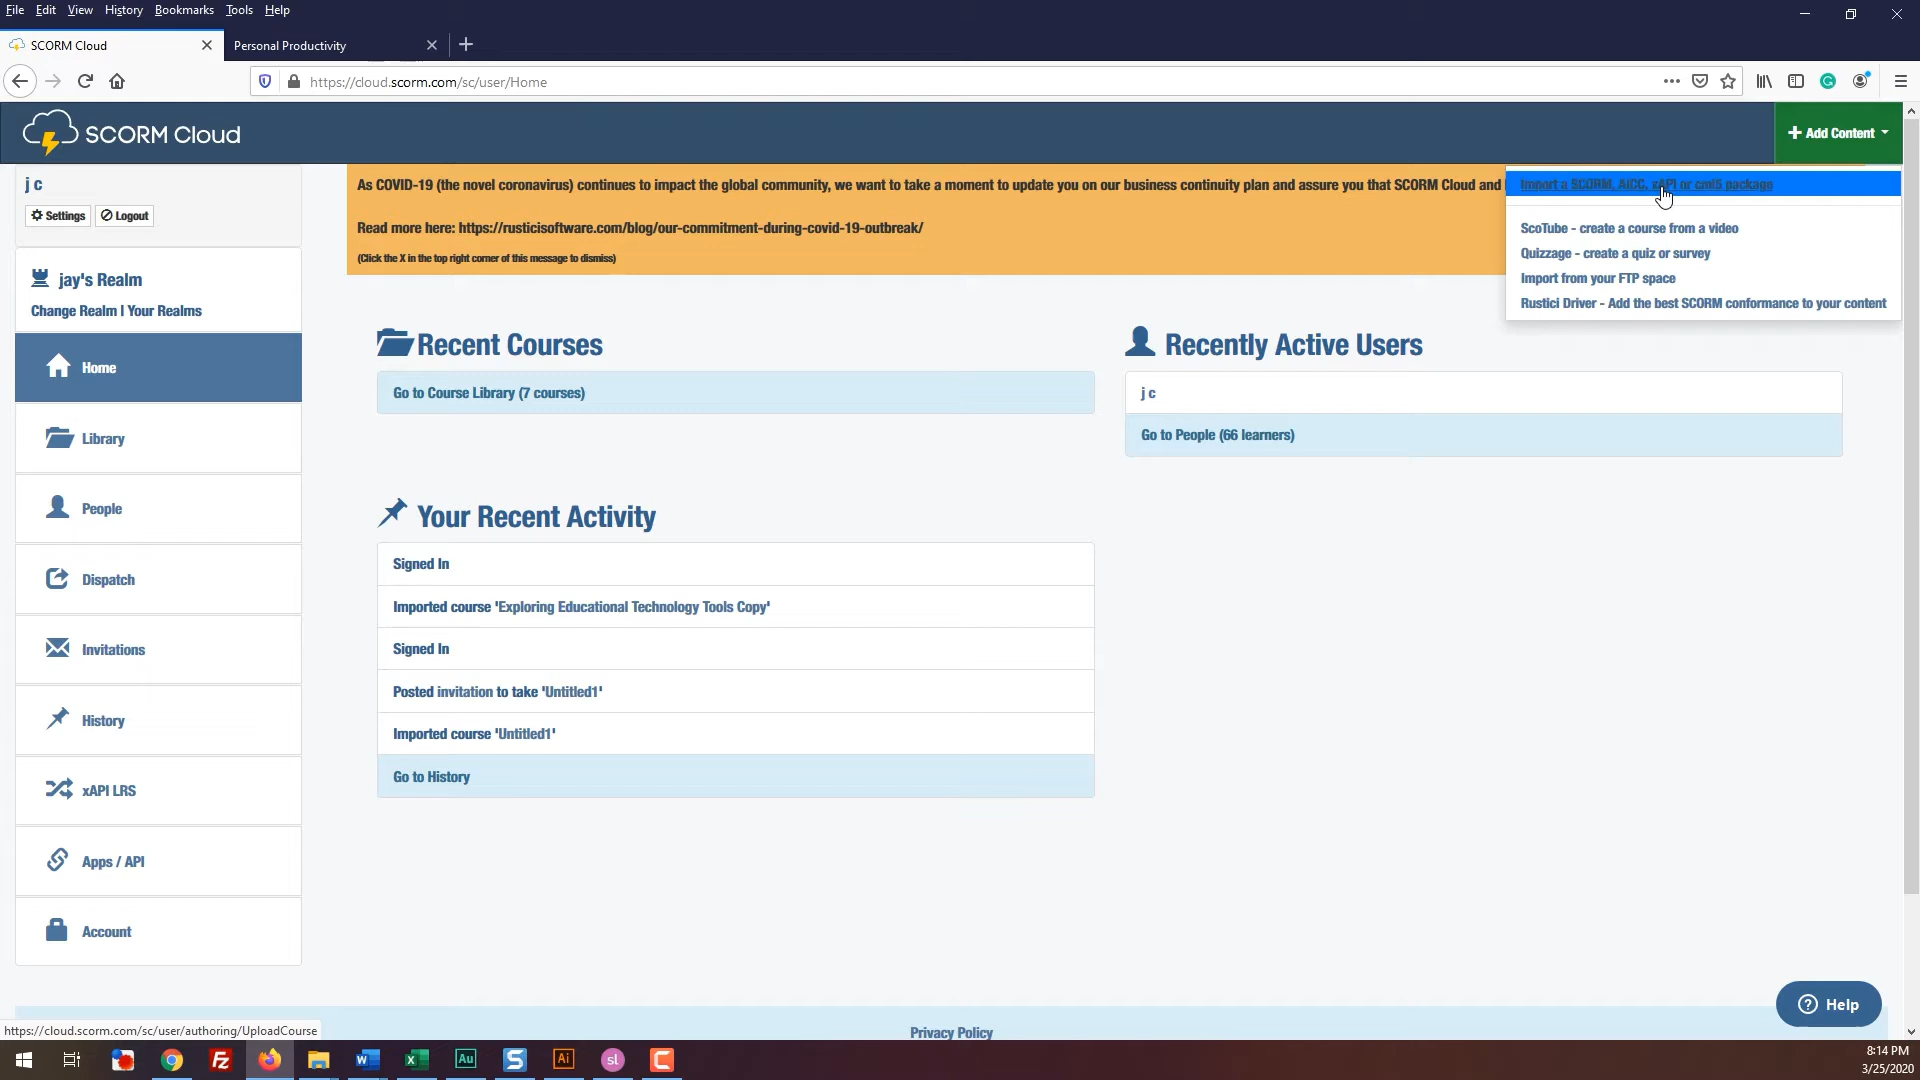 File Edit View History Bookmarks Tools Help
SCORM Cloud
Personal Productivity
https://cloud.scorm.com/sc/user/Home
SCORM Cloud
Add Content
j c
Settings Logout
As COVID-19 (the novel coronavirus) continues to impact the global community, we want to take a moment to update you on our business continuity plan and assure you that SCORM Cloud and
Read more here: https://rusticisoftware.com/blog/our-commitment-during-covid-19-outbreak/
(Click the X in the top right corner of this message to dismiss)
Import a SCORM, AICC, xAPI or cmi5 package
ScoTube - create a course from a video
Quizzage - create a quiz or survey
Import from your FTP space
Rustici Driver - Add the best SCORM conformance to your content
jay's Realm
Change Realm | Your Realms
Home
Library
People
Dispatch
Invitations
History
xAPI LRS
Apps / API
Account
Recent Courses
Go to Course Library (7 courses)
Recently Active Users
j c
Go to People (66 learners)
Your Recent Activity
Signed In
Imported course 'Exploring Educational Technology Tools Copy'
Signed In
Posted invitation to take 'Untitled1'
Imported course 'Untitled1'
Go to History
Help
https://cloud.scorm.com/sc/user/authoring/UploadCourse
Privacy Policy
Fz
W
X
Au
S
Ai
sl
C
8:14 PM
3/25/2020